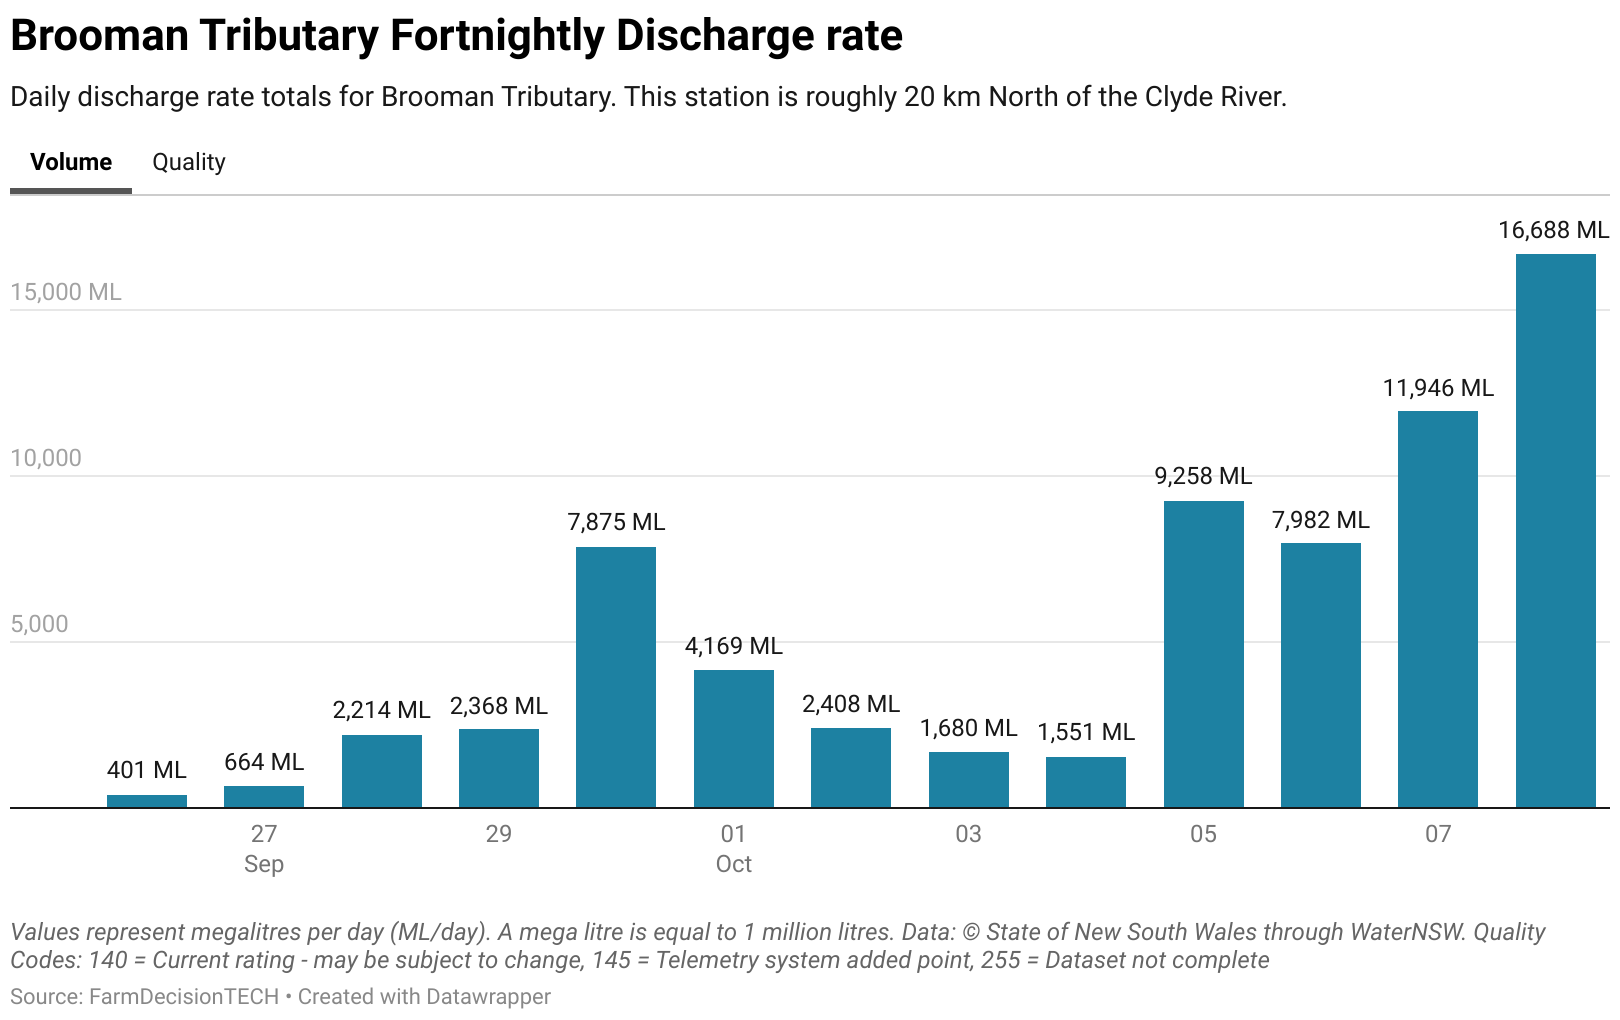 Brooman Tributary Fortnightly Discharge rate
Daily discharge rate totals for Brooman Tributary. This station is roughly 20 km North of the Clyde River.
Volume Quality
16,688 ML
15,000 ML
11,946 ML
10,000
9,258 ML
7,982 ML
7,875 ML
5,000
4,169 ML
2,214 ML 2,368 ML 2,408 ML
1,680 ML 1,551 ML
401 ML 664 ML
27 29 01 03 05 07
Sep Oct
Values represent megalitres per day (ML/day). A mega litre is equal to 1 million litres. Data: © State of New South Wales through WaterNSW. Quality
Codes: 140 = Current rating - may be subject to change, 145 = Telemetry system added point, 255 = Dataset not complete
Source: FarmDecisionTECH • Created with Datawrapper